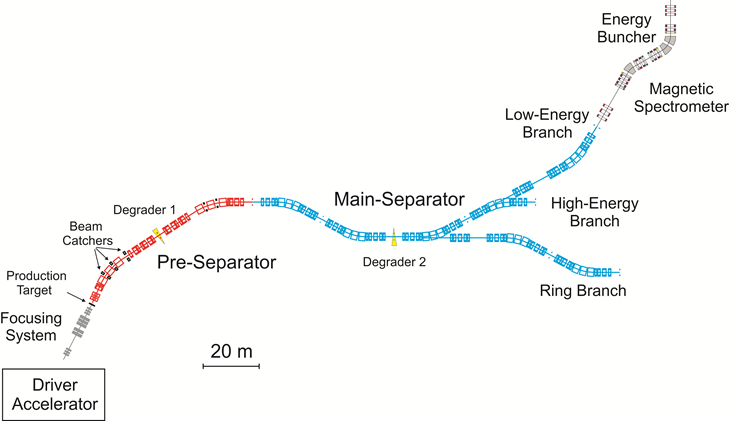 Energy
Buncher
Magnetic
Spectrometer
Low-Energy
Branch
Main-Separator
High-Energy
Branch
Degrader 1
Beam
Catchers
Pre-Separator
Degrader 2
Production
Target
Ring Branch
Focusing
System
20 m
Driver
Accelerator